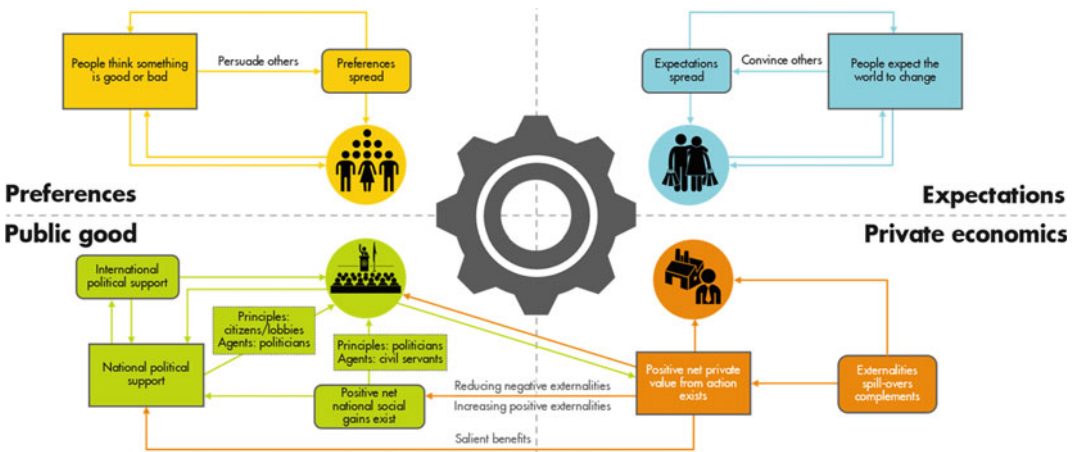 People think something
is good or bad
Persuade others
Preferences
spread
Expectations
spread
Convince others
People expect the
world to change
Preferences
Expectations
Public good
Private economics
International
political support
Principles:
citizens/lobbies
Agents: politicians
Principles: politicians
Agents: civil servants
National political
support
Positive net
national social
gains exist
Reducing negative externalities
Increasing positive externalities
Positive net private
value from action
exists
Externalities
spill-overs
complements
Salient benefits